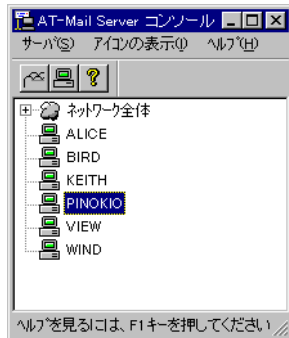 AT-Mail Server コンソール
サーバ(S) アイコンの表示(I) ヘルプ(H)
ネットワーク全体
ALICE
BIRD
KEITH
PINOKIO
VIEW
WIND
ヘルプを見るには、F1 キーを押してください